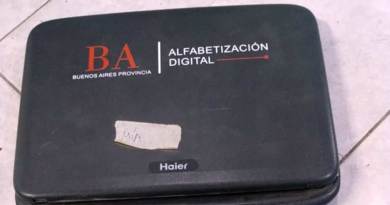 BA
BUENOS AIRES PROVINCIA
ALFABETIZACIÓN
DIGITAL
Haier